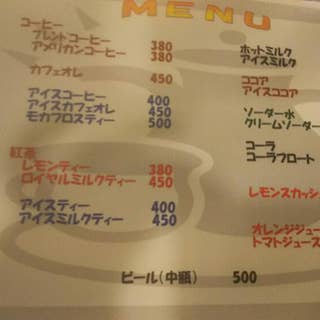 MENU
コーヒー
ブレンドコーヒー 380
アメリカンコーヒー 380
カフェオレ 450
アイスコーヒー 400
アイスカフェオレ 450
モカフロスティー 500
紅茶
レモンティー 380
ロイヤルミルクティー 450
アイスティー 400
アイスミルクティー 450
ホットミルク
アイスミルク
ココア
アイスココア
ソーダー水
クリームソーダー
コーラ
コーラフロート
レモンスカッシ
オレンジジュー
トマトジュース
ビール(中瓶) 500